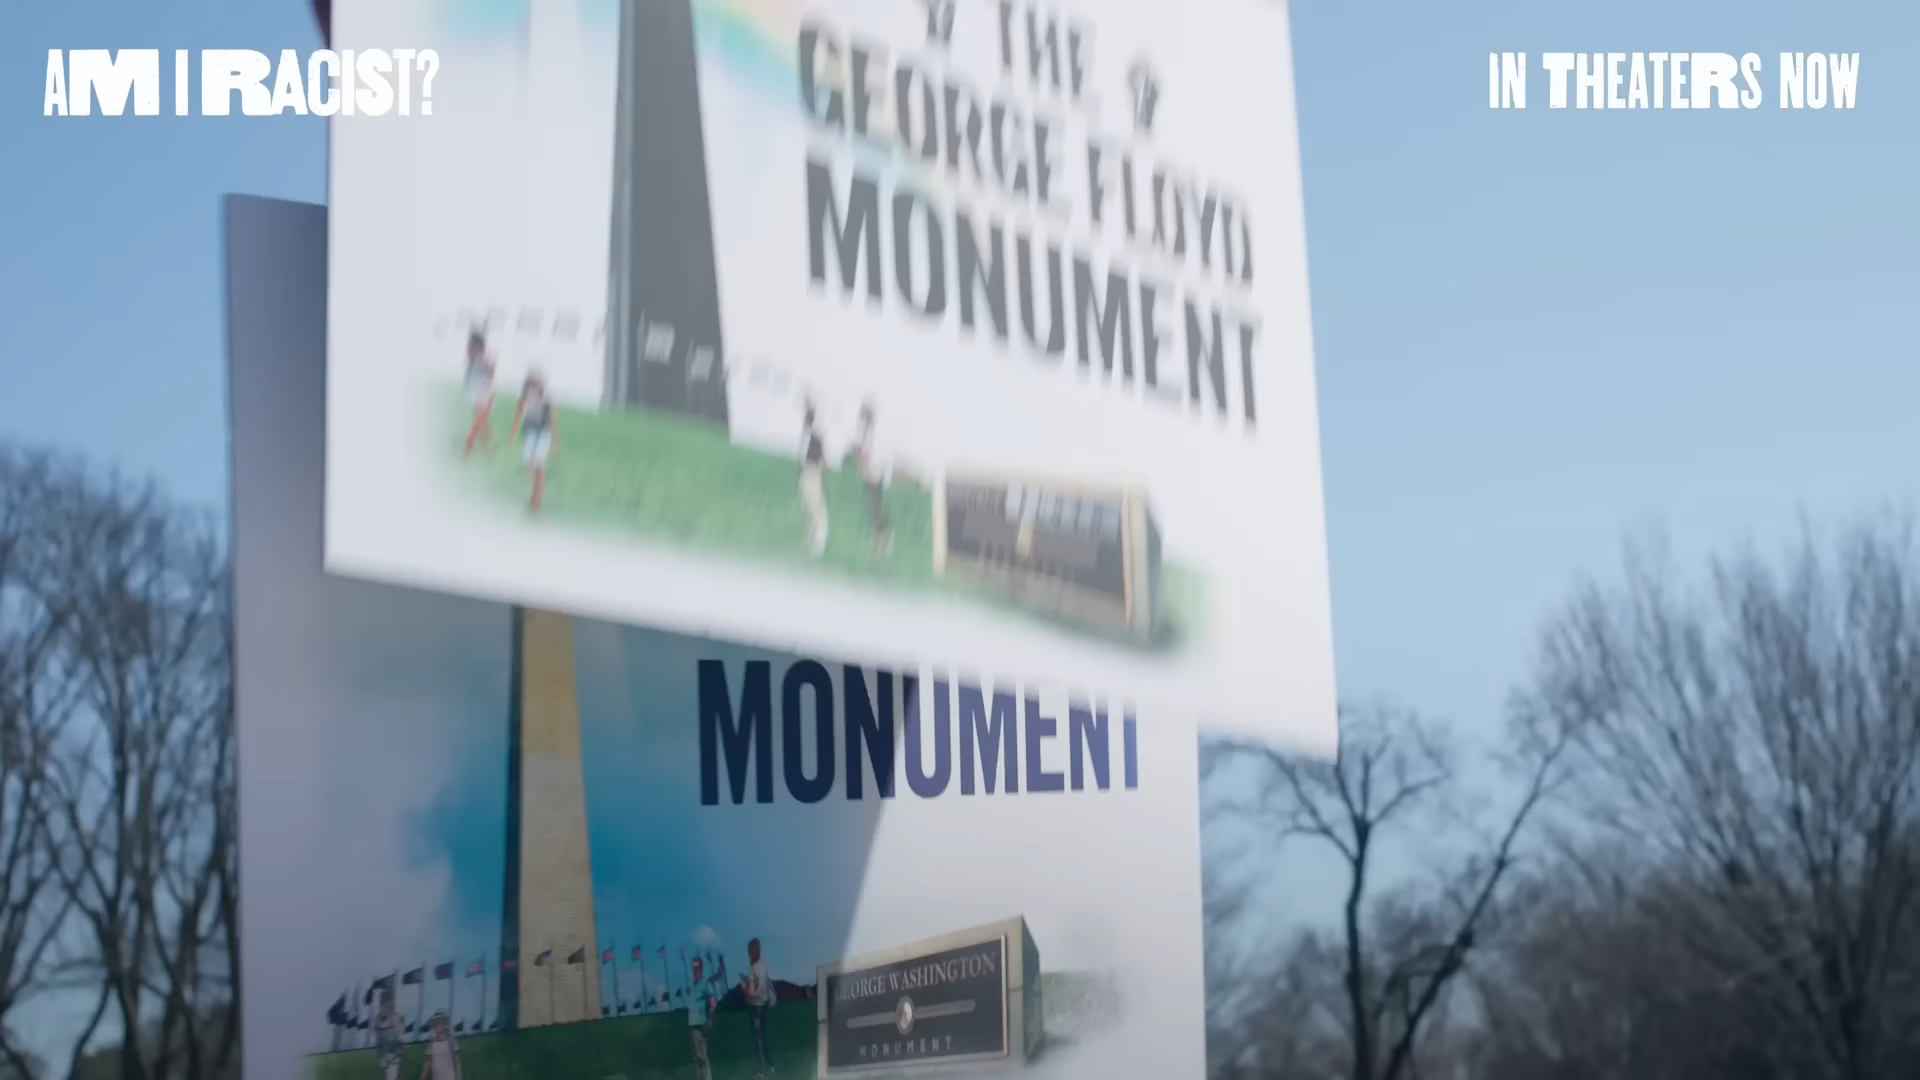 AM I RACIST?
IN THEATERS NOW
THE
GEORGE FLOYD
MONUMENT
MONUMENT
GEORGE WASHINGTON
MONUMENT